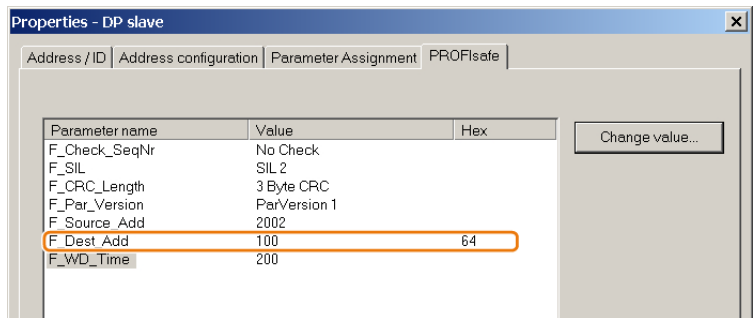 Properties - DP slave
Address / ID Address configuration Parameter Assignment PROFIsafe
Parameter name Value Hex
Change value...
F_Check_SeqNr No Check
F_SIL SIL 2
F_CRC_Length 3 Byte CRC
F_Par_Version ParVersion 1
F_Source_Add 2002
F_Dest_Add 100 64
F_WD_Time 200